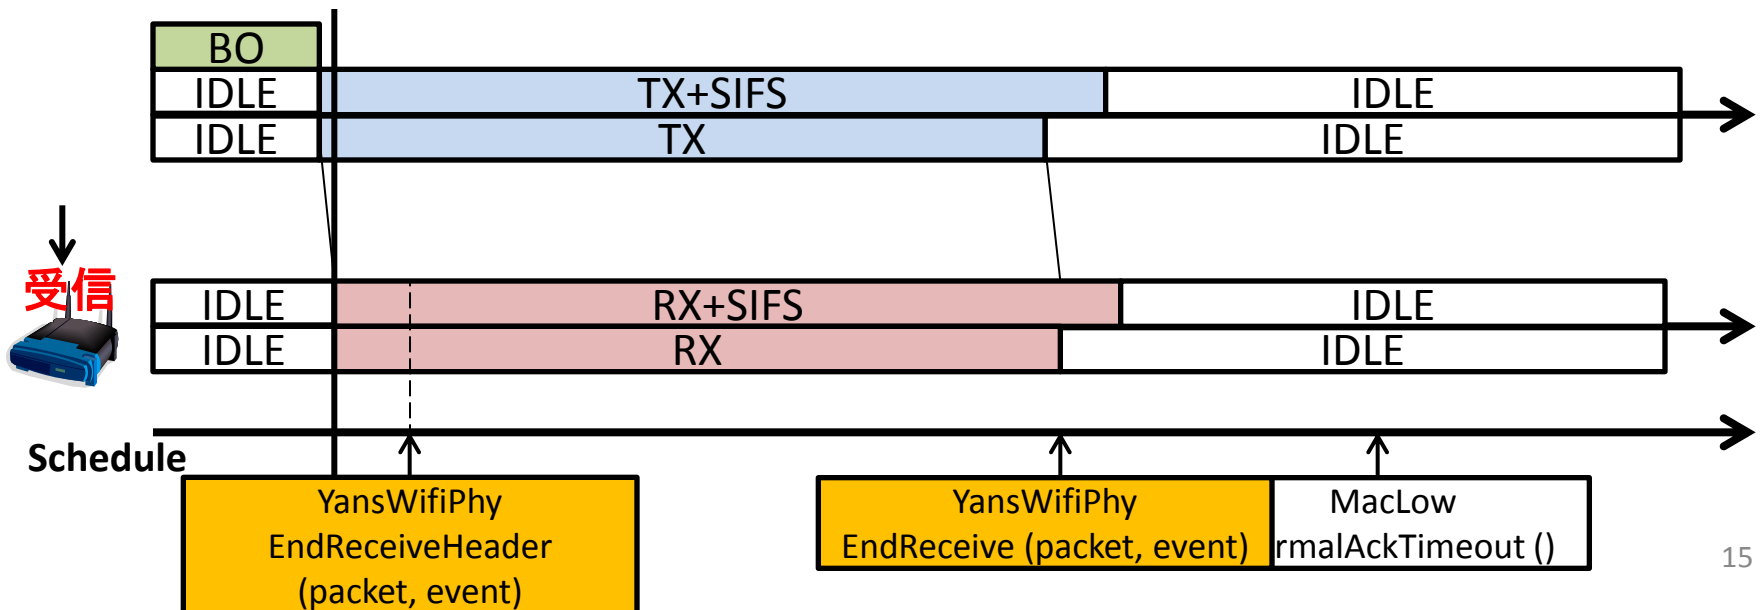 BO
IDLE TX+SIFS IDLE
IDLE TX IDLE
受信
IDLE RX+SIFS IDLE
IDLE RX IDLE
Schedule
YansWifiPhy
EndReceiveHeader
(packet, event)
YansWifiPhy
EndReceive (packet, event)
MacLow
rmalAckTimeout ()
15